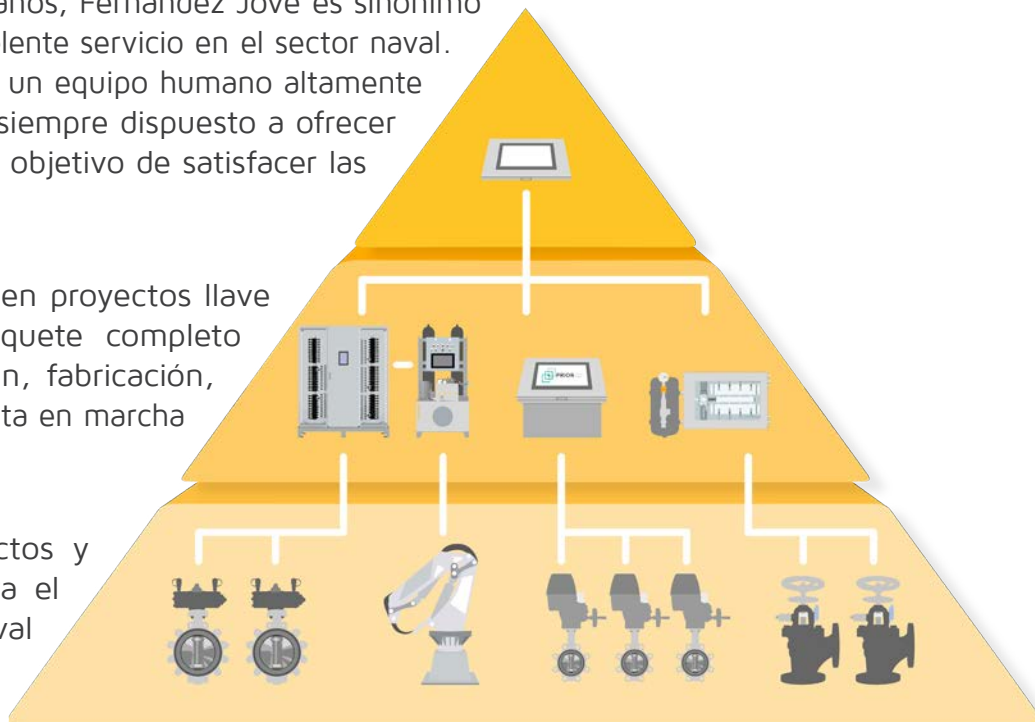 años, Fernández Jove es sinónimo
lente servicio en el sector naval.
un equipo humano altamente
siempre dispuesto a ofrecer
objetivo de satisfacer las
en proyectos llave
quete completo
n, fabricación,
ta en marcha
ctos y
a el
val
PRIOS